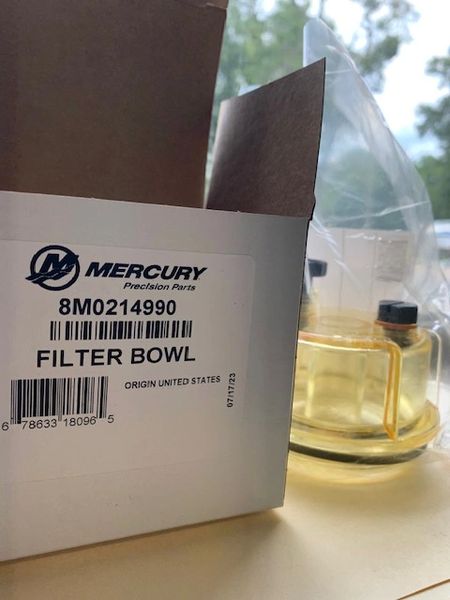 MERCURY
Precision Parts
8M0214990
FILTER BOWL
ORIGIN UNITED STATES
07/17/23
6 78633 18096 5